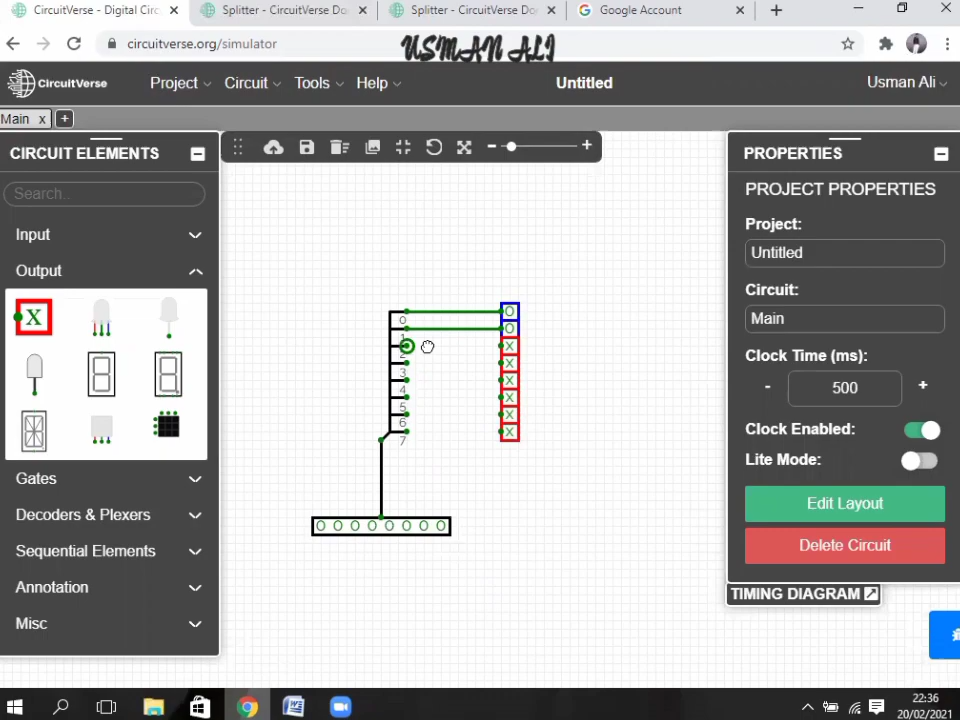 CircuitVerse - Digital Circ
Splitter - CircuitVerse Do
Splitter - CircuitVerse Do
Google Account
circuitverse.org/simulator
USMAN ALI
CircuitVerse
Project
Circuit
Tools
Help
Untitled
Usman Ali
Main x +
CIRCUIT ELEMENTS
Search..
Input
Output
X
Gates
Decoders & Plexers
Sequential Elements
Annotation
Misc
0
1
2
3
4
5
6
7
0
0
X
X
X
X
X
X
0 0 0 0 0 0 0 0
PROPERTIES
PROJECT PROPERTIES
Project:
Untitled
Circuit:
Main
Clock Time (ms):
- 500 +
Clock Enabled:
Lite Mode:
Edit Layout
Delete Circuit
TIMING DIAGRAM
22:36
20/02/2021